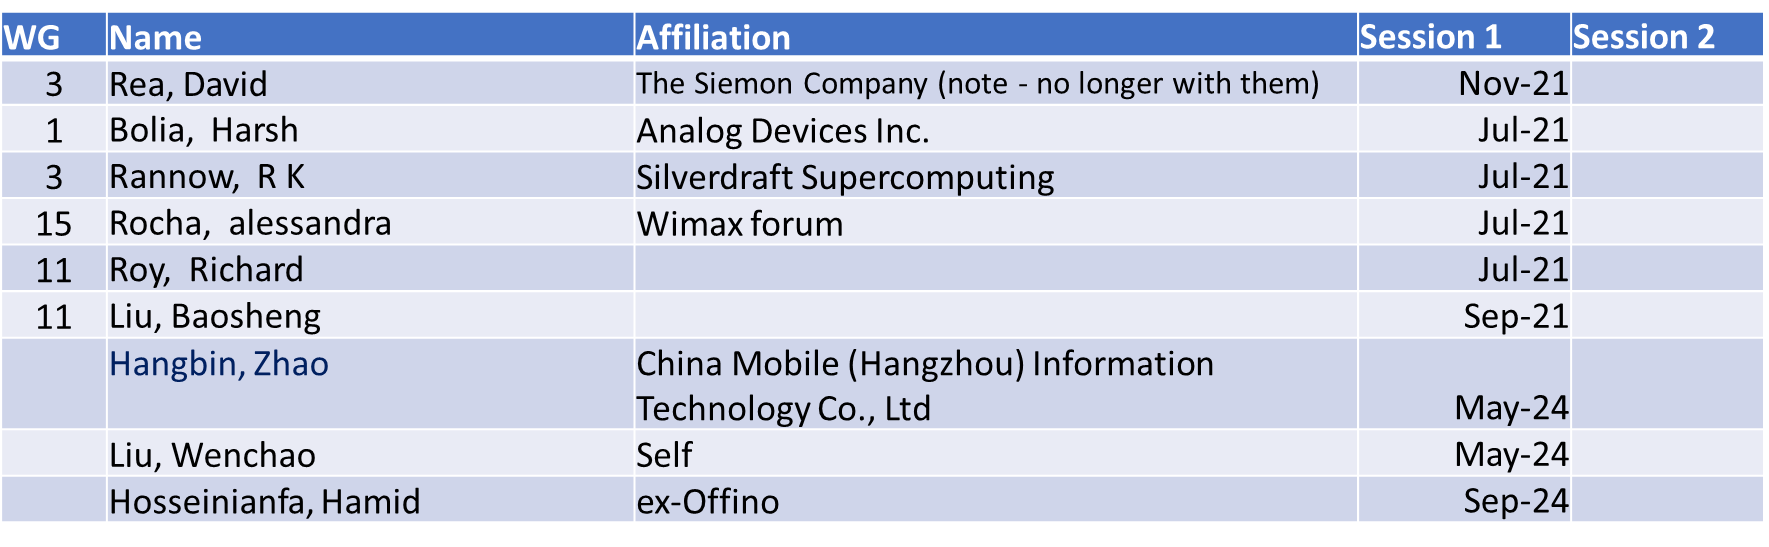 WG Name Affiliation Session 1 Session 2
3 Rea, David The Siemon Company (note - no longer with them) Nov-21
1 Bolia,  Harsh Analog Devices Inc. Jul-21
3 Rannow,  R K Silverdraft Supercomputing Jul-21
15 Rocha,  alessandra Wimax forum Jul-21
11 Roy,  Richard Jul-21
11 Liu, Baosheng Sep-21
Hangbin, Zhao China Mobile (Hangzhou) Information
Technology Co., Ltd May-24
Liu, Wenchao Self May-24
Hosseinianfa, Hamid ex-Offino Sep-24